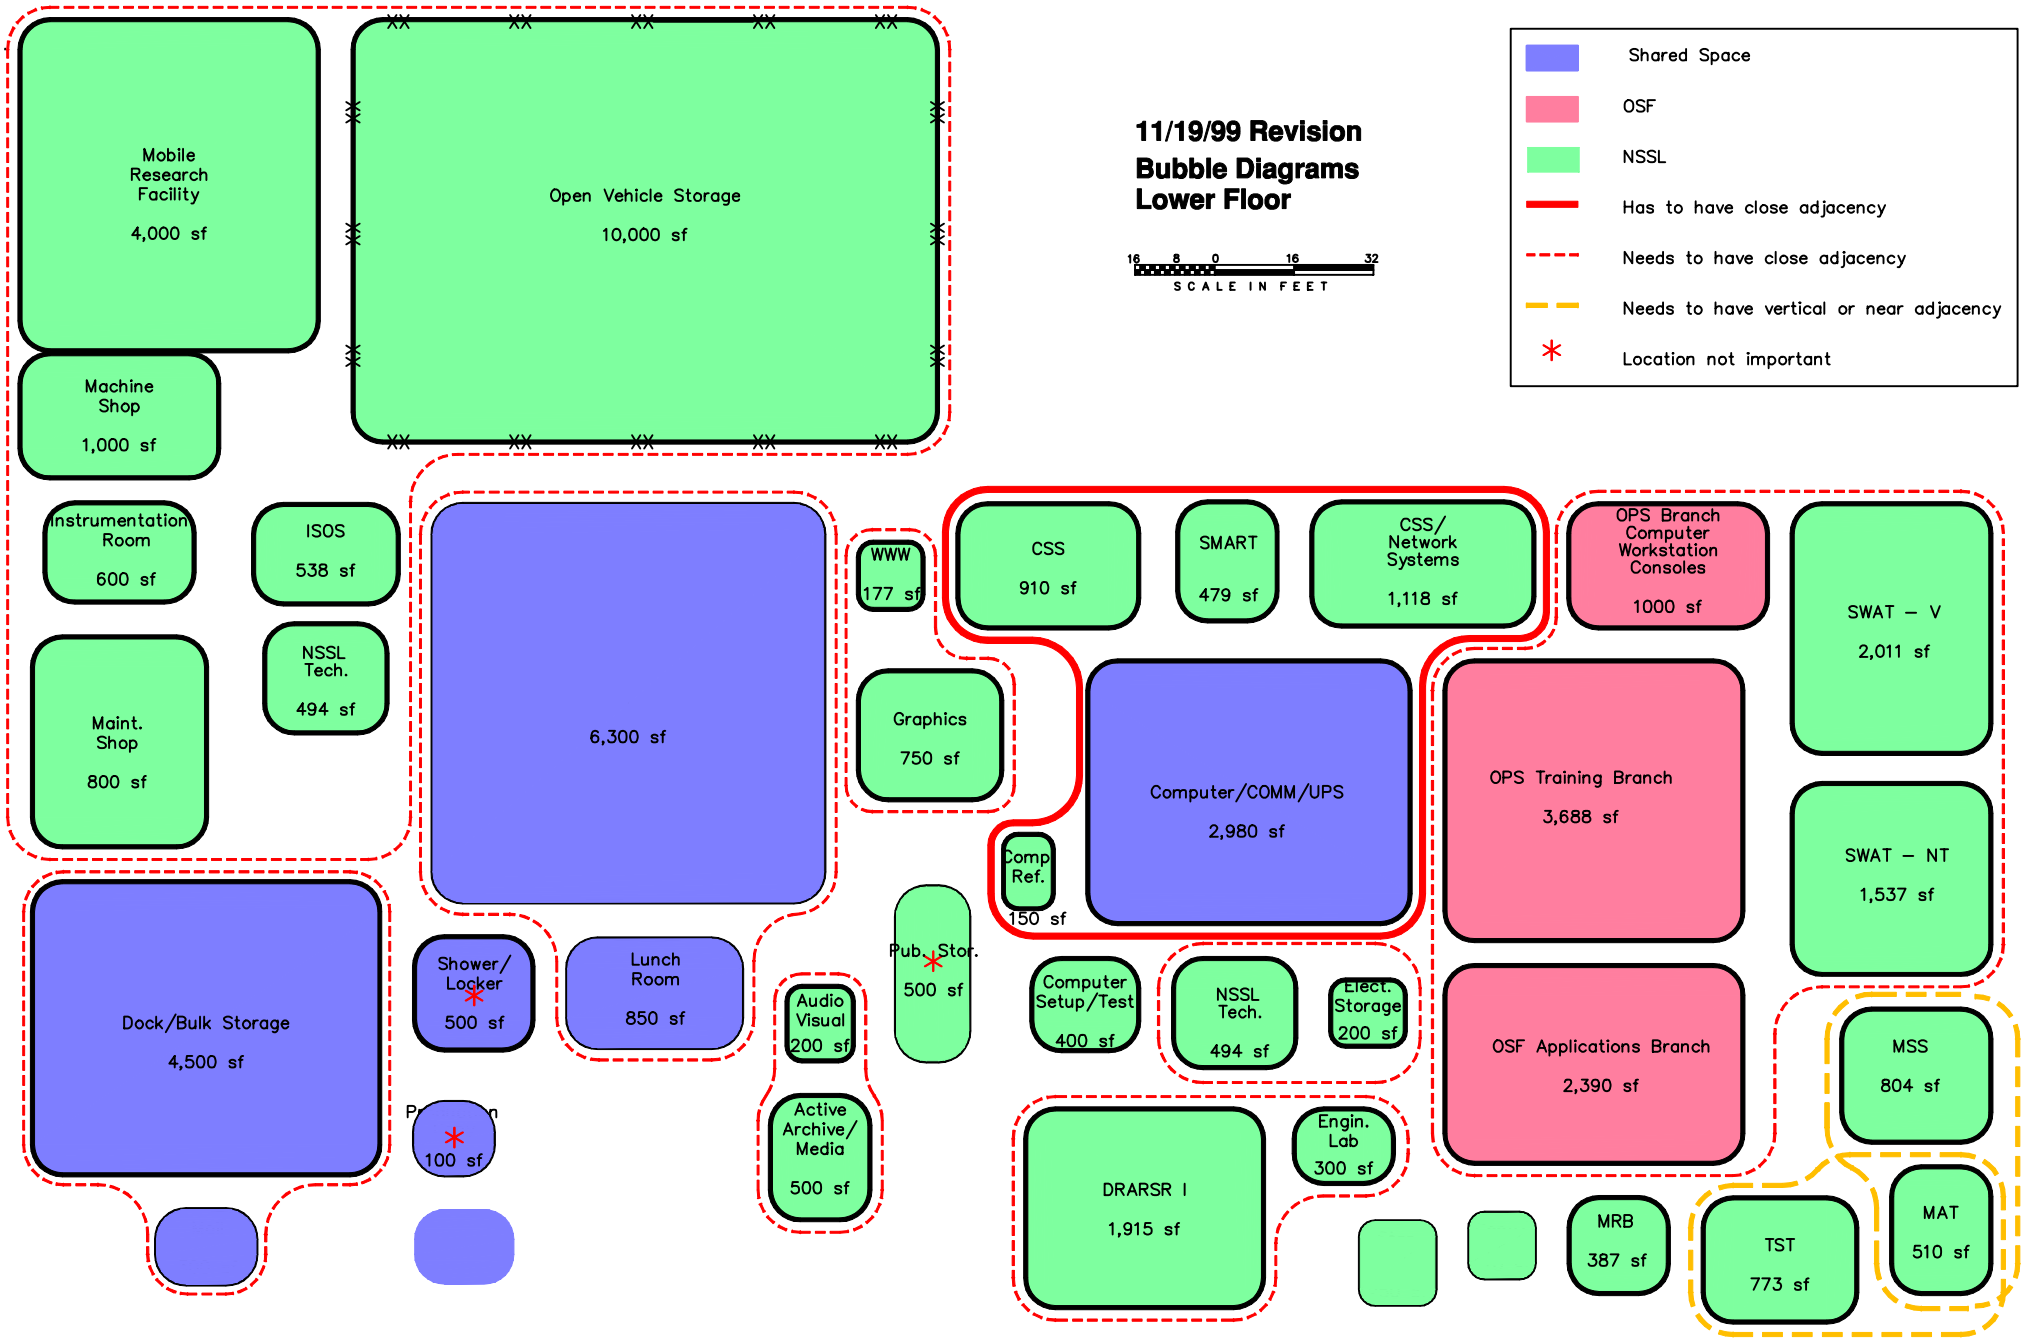 11/19/99 Revision
Bubble Diagrams
Lower Floor
16 8 0 16 32
SCALE IN FEET
Shared Space
OSF
NSSL
Has to have close adjacency
Needs to have close adjacency
Needs to have vertical or near adjacency
Location not important
Mobile
Research
Facility
4,000 sf
Open Vehicle Storage
10,000 sf
Machine
Shop
1,000 sf
Instrumentation
Room
600 sf
ISOS
538 sf
NSSL
Tech.
494 sf
Maint.
Shop
800 sf
6,300 sf
WWW
177 sf
Graphics
750 sf
CSS
910 sf
SMART
479 sf
CSS/
Network
Systems
1,118 sf
OPS Branch
Computer
Workstation
Consoles
1000 sf
SWAT - V
2,011 sf
Computer/COMM/UPS
2,980 sf
OPS Training Branch
3,688 sf
SWAT - NT
1,537 sf
Comp.
Ref.
150 sf
Dock/Bulk Storage
4,500 sf
Shower/
Locker
500 sf
Lunch
Room
850 sf
Pub. Stor.
500 sf
Audio
Visual
200 sf
Computer
Setup/Test
400 sf
NSSL
Tech.
494 sf
Elect.
Storage
200 sf
OSF Applications Branch
2,390 sf
MSS
804 sf
100 sf
Active
Archive/
Media
500 sf
DRARSR I
1,915 sf
Engin.
Lab
300 sf
MRB
387 sf
TST
773 sf
MAT
510 sf